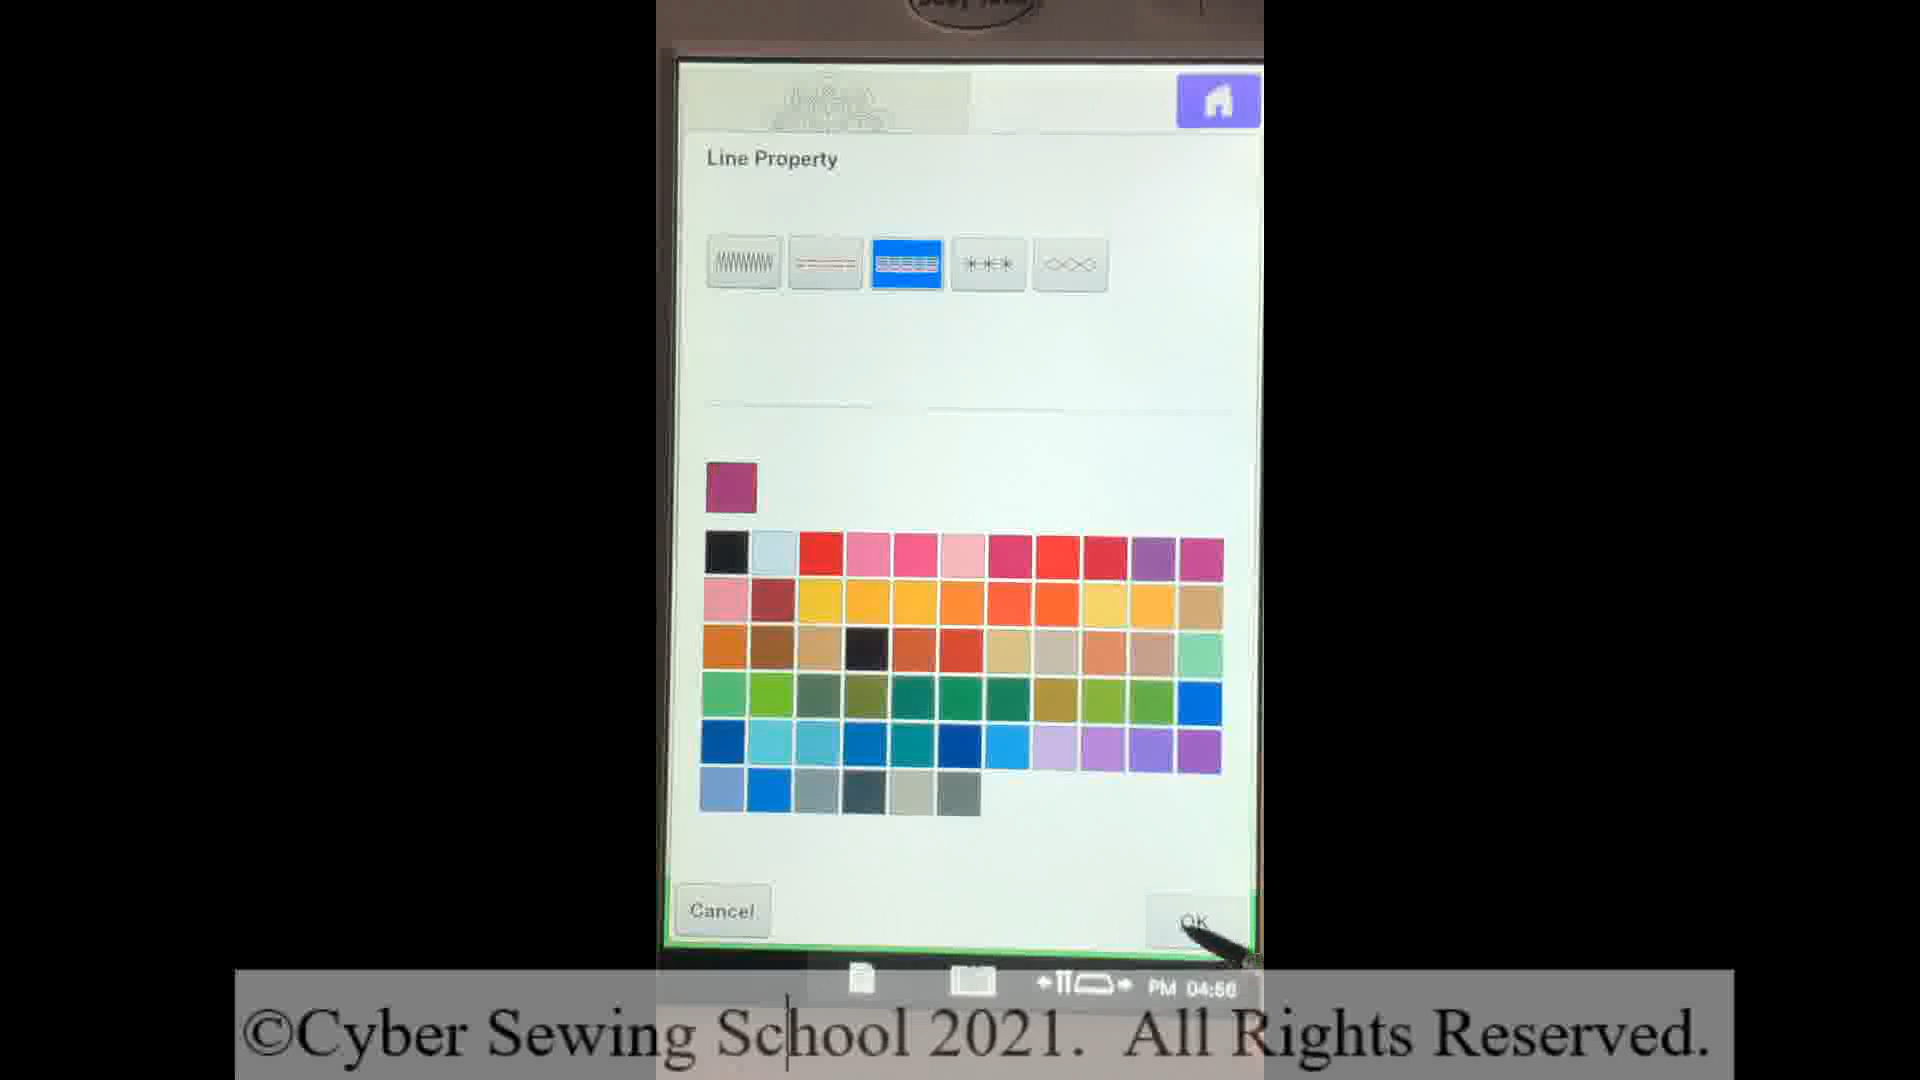 Line Property
Cancel
OK
PM 04:56
©Cyber Sewing School 2021.  All Rights Reserved.